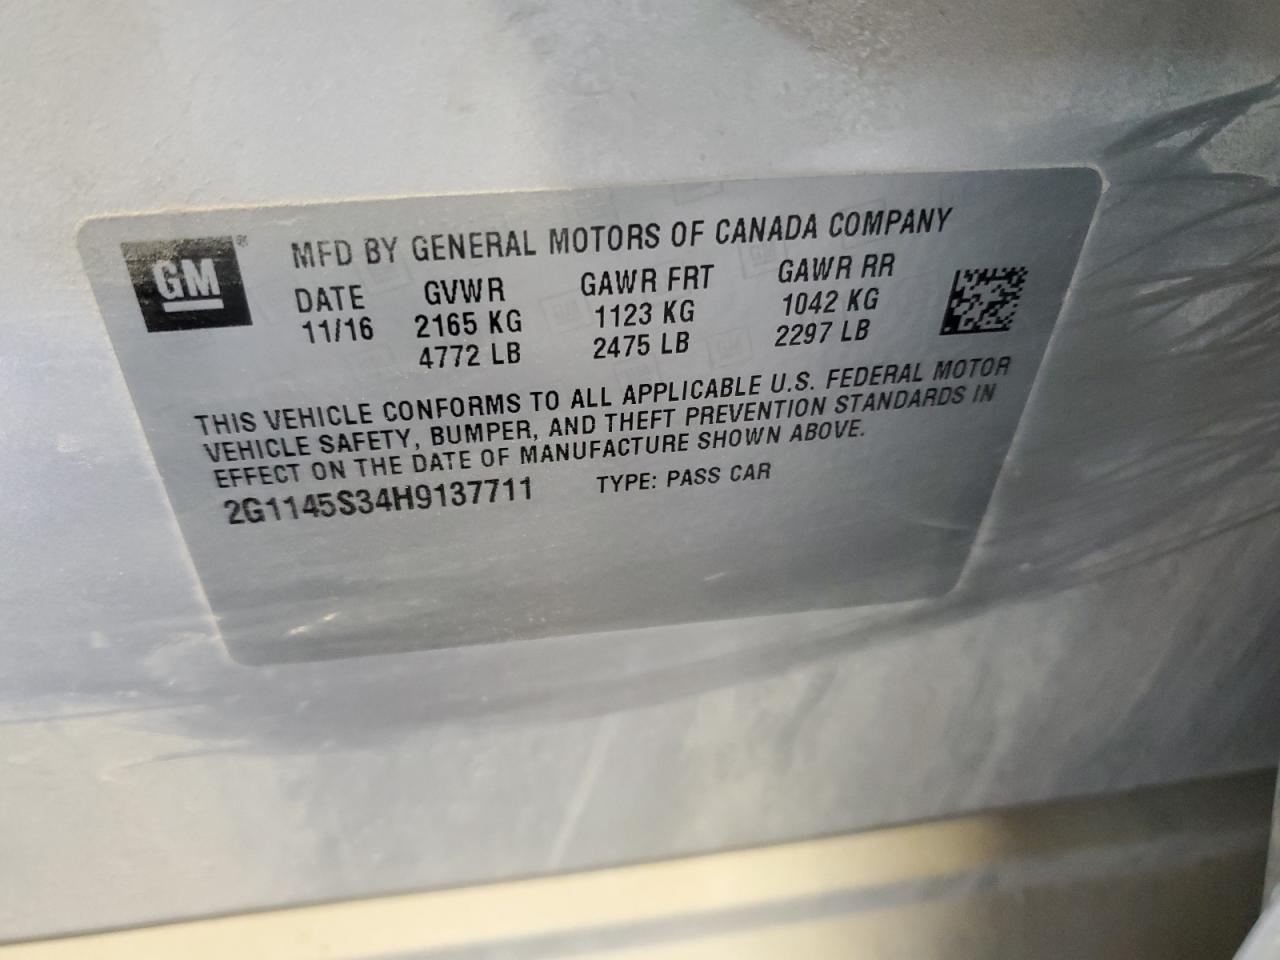 GM® MFD BY GENERAL MOTORS OF CANADA COMPANY
DATE GVWR GAWR FRT GAWR RR
11/16 2165 KG 1123 KG 1042 KG
4772 LB 2475 LB 2297 LB
THIS VEHICLE CONFORMS TO ALL APPLICABLE U.S. FEDERAL MOTOR
VEHICLE SAFETY, BUMPER, AND THEFT PREVENTION STANDARDS IN
EFFECT ON THE DATE OF MANUFACTURE SHOWN ABOVE.
2G1145S34H9137711 TYPE: PASS CAR